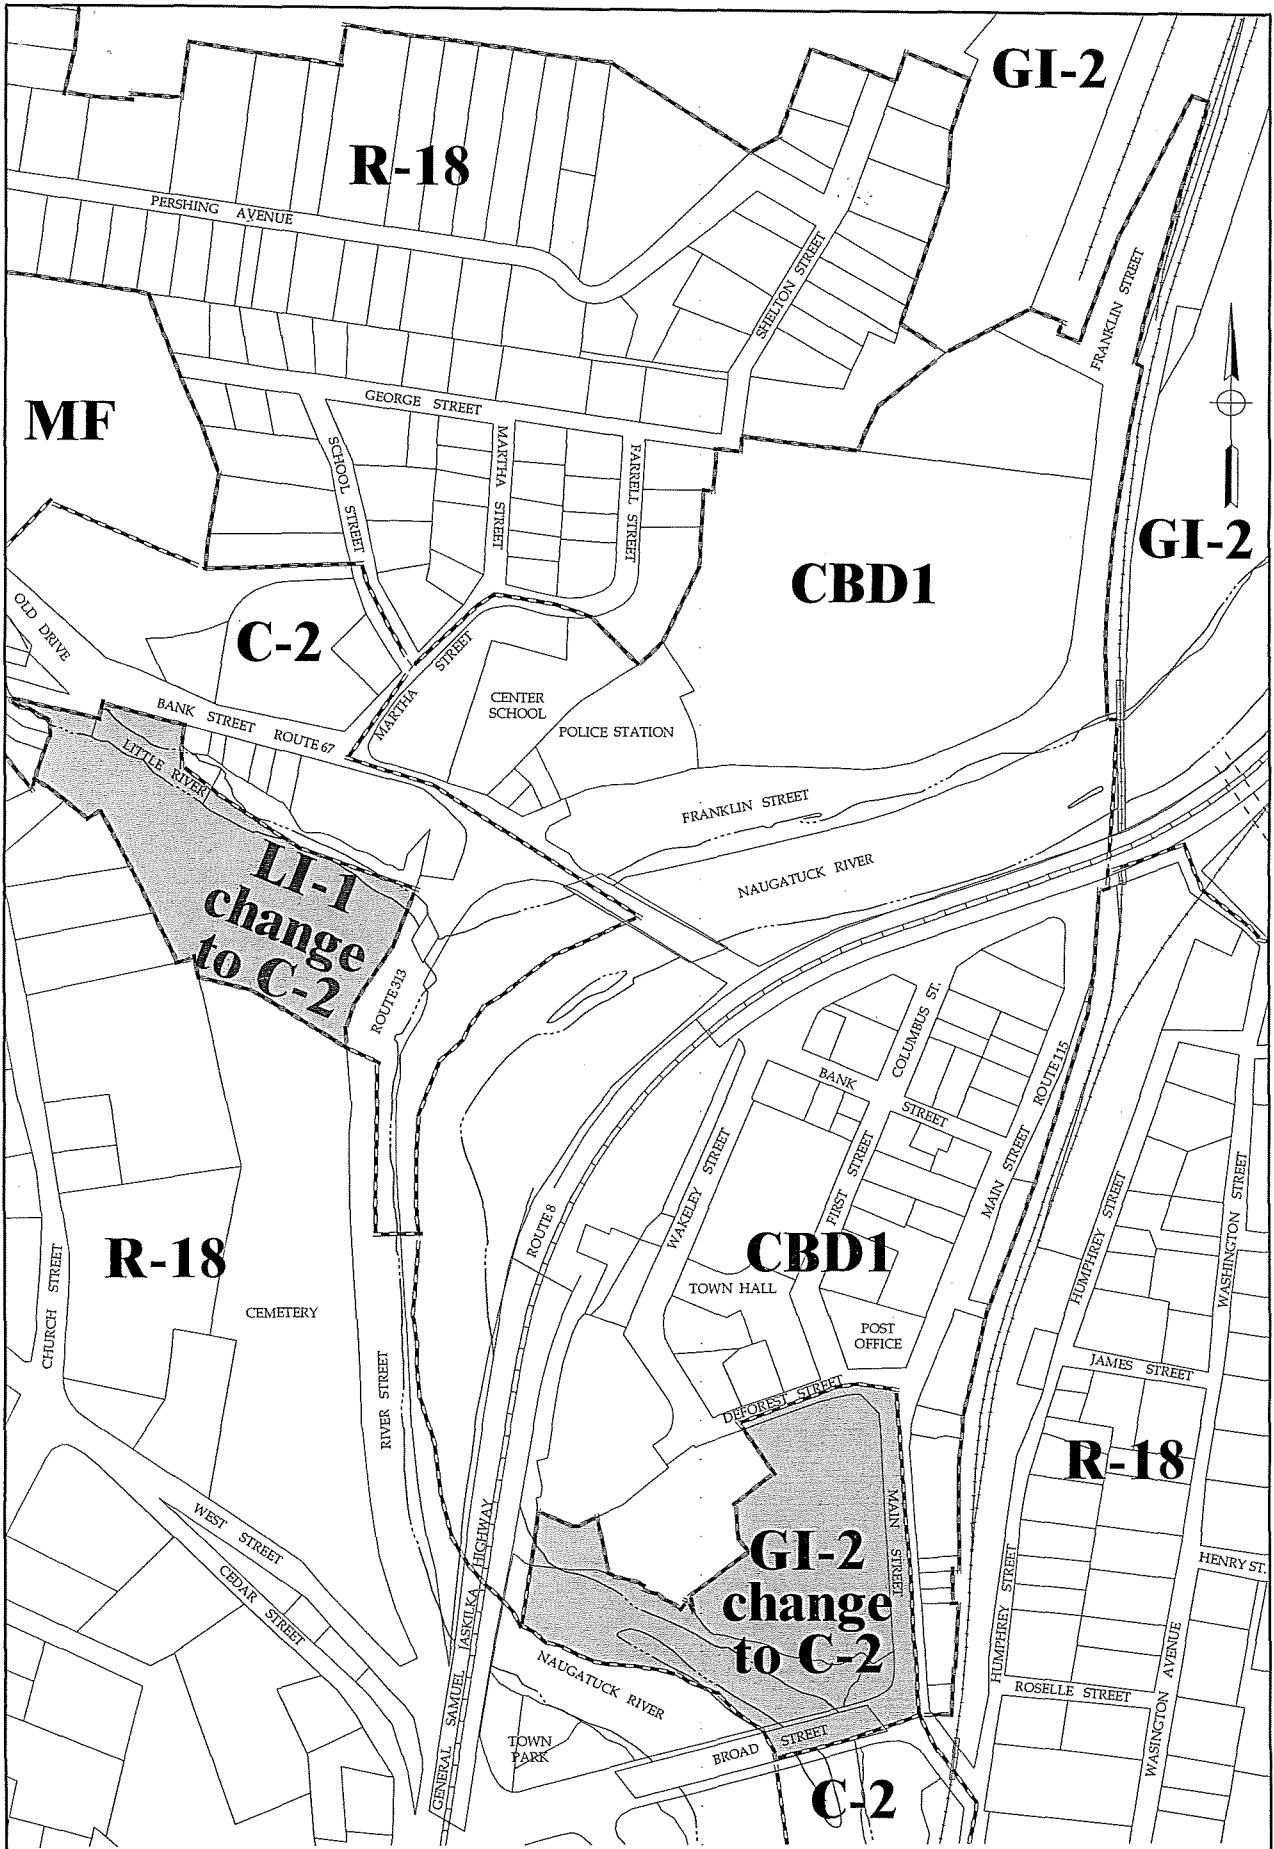 GI-2
R-18
PERSHING AVENUE
SHELTON STREET
FRANKLIN STREET
MF
GEORGE STREET
SCHOOL STREET
MARTHA STREET
FARRELL STREET
GI-2
CBD1
OLD DRIVE
C-2
MARTHA STREET
CENTER
SCHOOL
POLICE STATION
BANK STREET ROUTE 67
LITTLE RIVER
FRANKLIN STREET
NAUGATUCK RIVER
LI-1
change
to C-2
ROUTE 313
COLUMBUS ST.
BANK STREET
MAIN STREET ROUTE 115
WAKELEY STREET
FIRST STREET
HUMPHREY STREET
WASHINGTON STREET
ROUTE 8
R-18
CHURCH STREET
CEMETERY
CBD1
TOWN HALL
POST
OFFICE
JAMES STREET
RIVER STREET
DEFOREST STREET
R-18
MAIN STREET
WEST STREET
CEDAR STREET
GENERAL SAMUEL JASKILKA HIGHWAY
GI-2
change
to C-2
HENRY ST.
HUMPHREY STREET
NAUGATUCK RIVER
ROSELLE STREET
WASINGTON AVENUE
TOWN
PARK
BROAD STREET
C-2